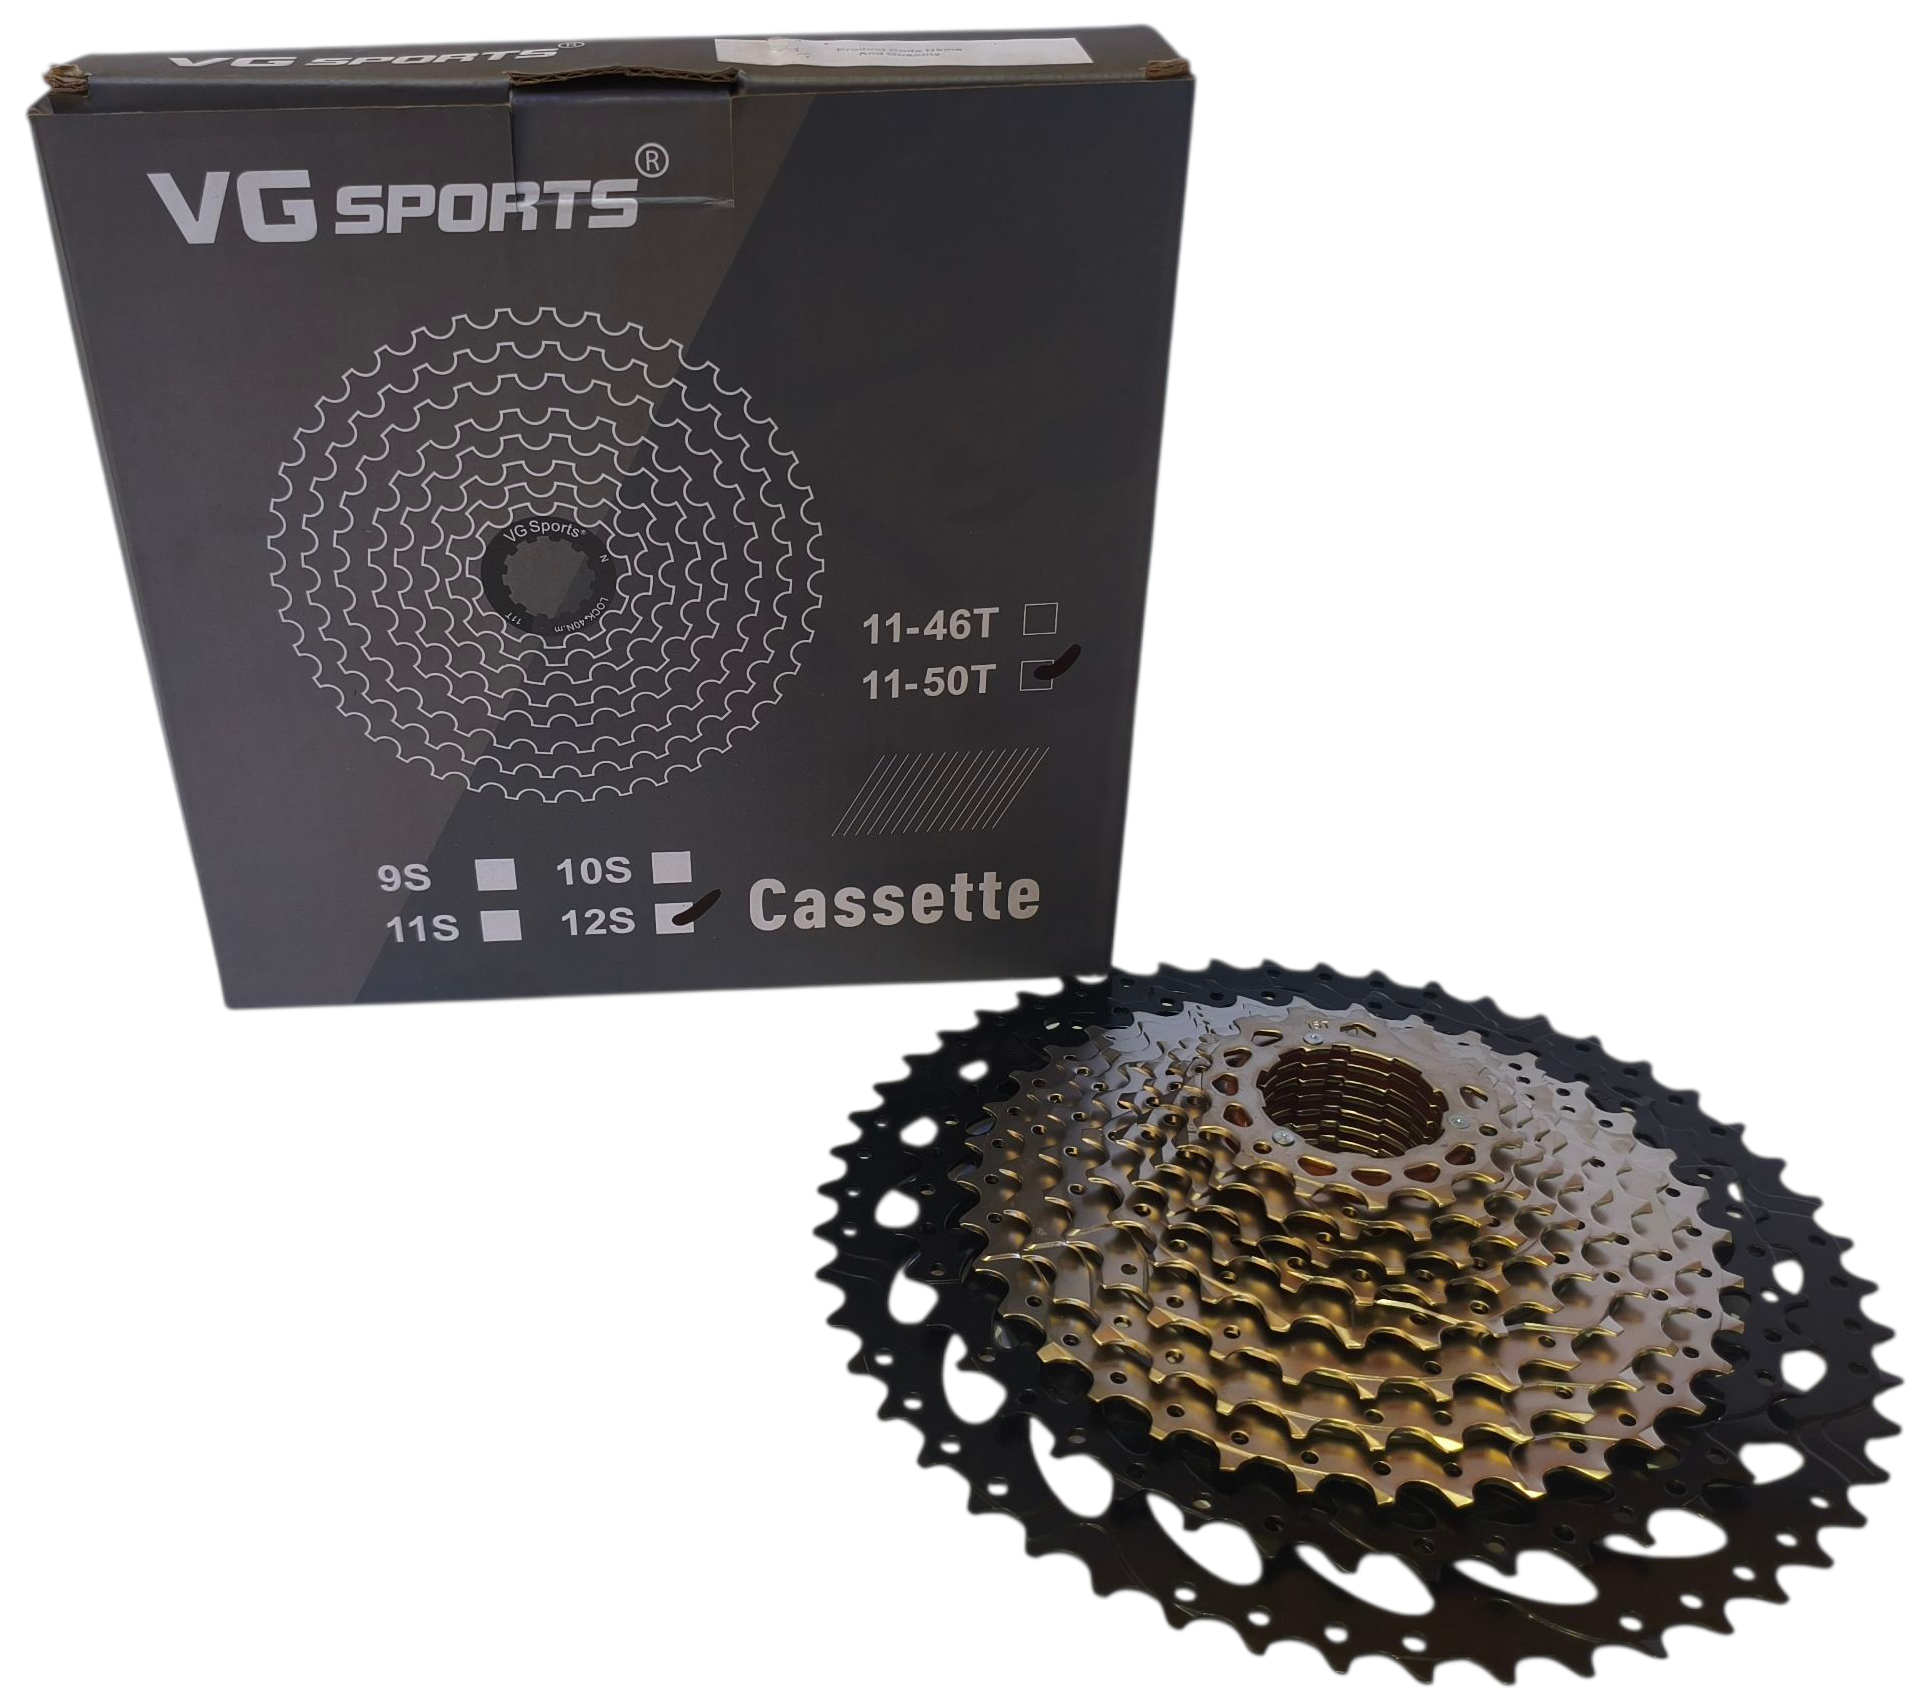 VG SPORTS®
Product Code Name
And Quantity
VG SPORTS®
VG Sports®
N
LOCK.40N.m
11T
11-46T
11-50T
9S 10S
11S 12S
Cassette